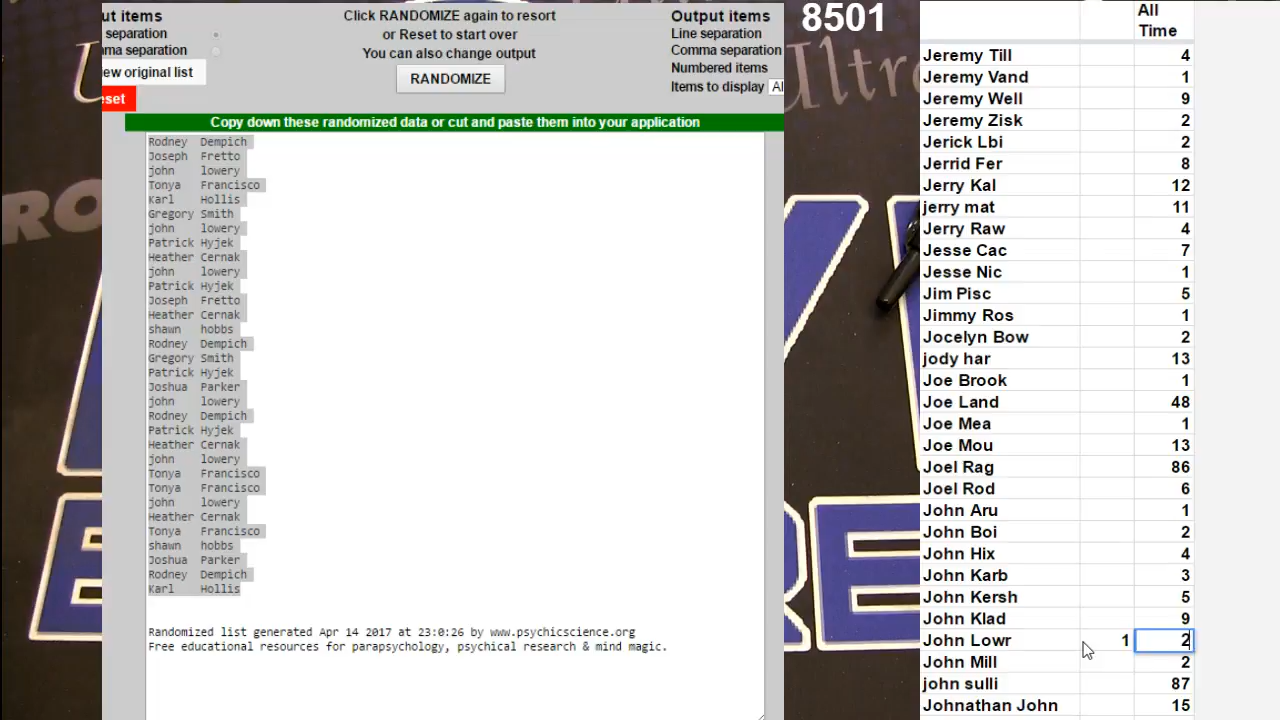 ut items
separation
nma separation
ew original list
eset
Click RANDOMIZE again to resort
or Reset to start over
You can also change output
RANDOMIZE
Output items
Line separation
Comma separation
Numbered items
Items to display Al
Copy down these randomized data or cut and paste them into your application
Rodney Dempich
Joseph Fretto
john lowery
Tonya Francisco
Karl Hollis
Gregory Smith
john lowery
Patrick Hyjek
Heather Cernak
john lowery
Patrick Hyjek
Joseph Fretto
Heather Cernak
shawn hobbs
Rodney Dempich
Gregory Smith
Patrick Hyjek
Joshua Parker
john lowery
Rodney Dempich
Patrick Hyjek
Heather Cernak
john lowery
Tonya Francisco
Tonya Francisco
john lowery
Heather Cernak
Tonya Francisco
shawn hobbs
Joshua Parker
Rodney Dempich
Karl Hollis
Randomized list generated Apr 14 2017 at 23:0:26 by www.psychicscience.org
Free educational resources for parapsychology, psychical research & mind magic.
8501
Ultr
RO
All
Time
Jeremy Till 4
Jeremy Vand 1
Jeremy Well 9
Jeremy Zisk 2
Jerick Lbi 2
Jerrid Fer 8
Jerry Kal 12
jerry mat 11
Jerry Raw 4
Jesse Cac 7
Jesse Nic 1
Jim Pisc 5
Jimmy Ros 1
Jocelyn Bow 2
jody har 13
Joe Brook 1
Joe Land 48
Joe Mea 1
Joe Mou 13
Joel Rag 86
Joel Rod 6
John Aru 1
John Boi 2
John Hix 4
John Karb 3
John Kersh 5
John Klad 9
John Lowr 1 2
John Mill 2
john sulli 87
Johnathan John 15